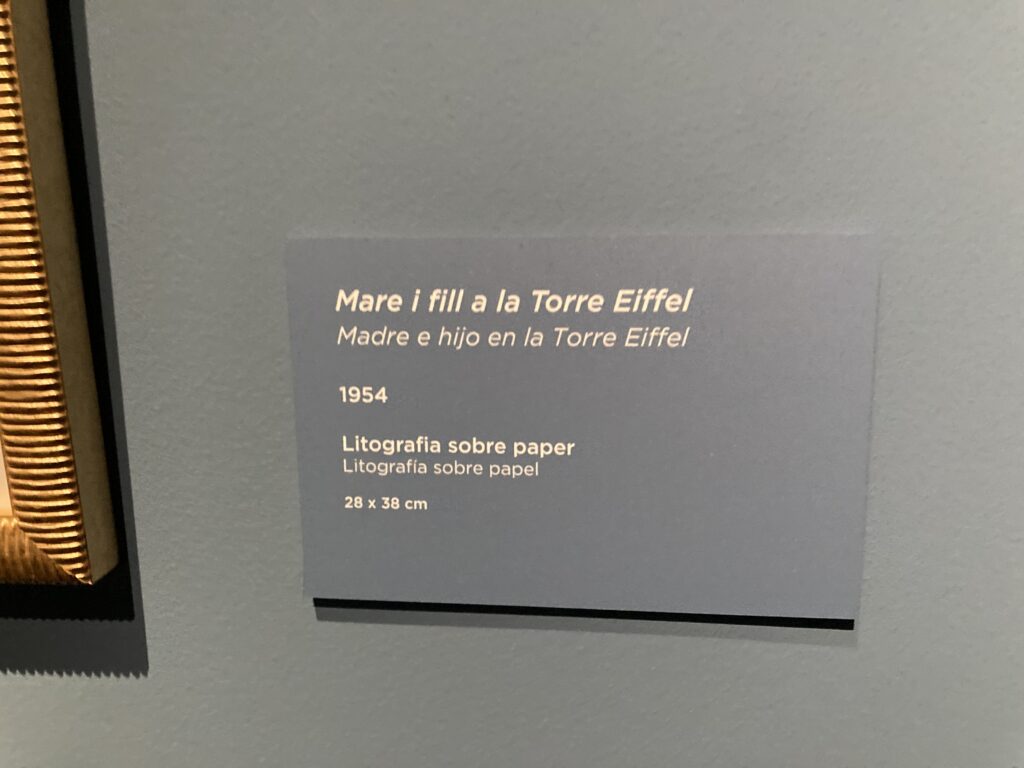 Mare i fill a la Torre Eiffel
Madre e hijo en la Torre Eiffel
1954
Litografia sobre paper
Litografía sobre papel
28 x 38 cm